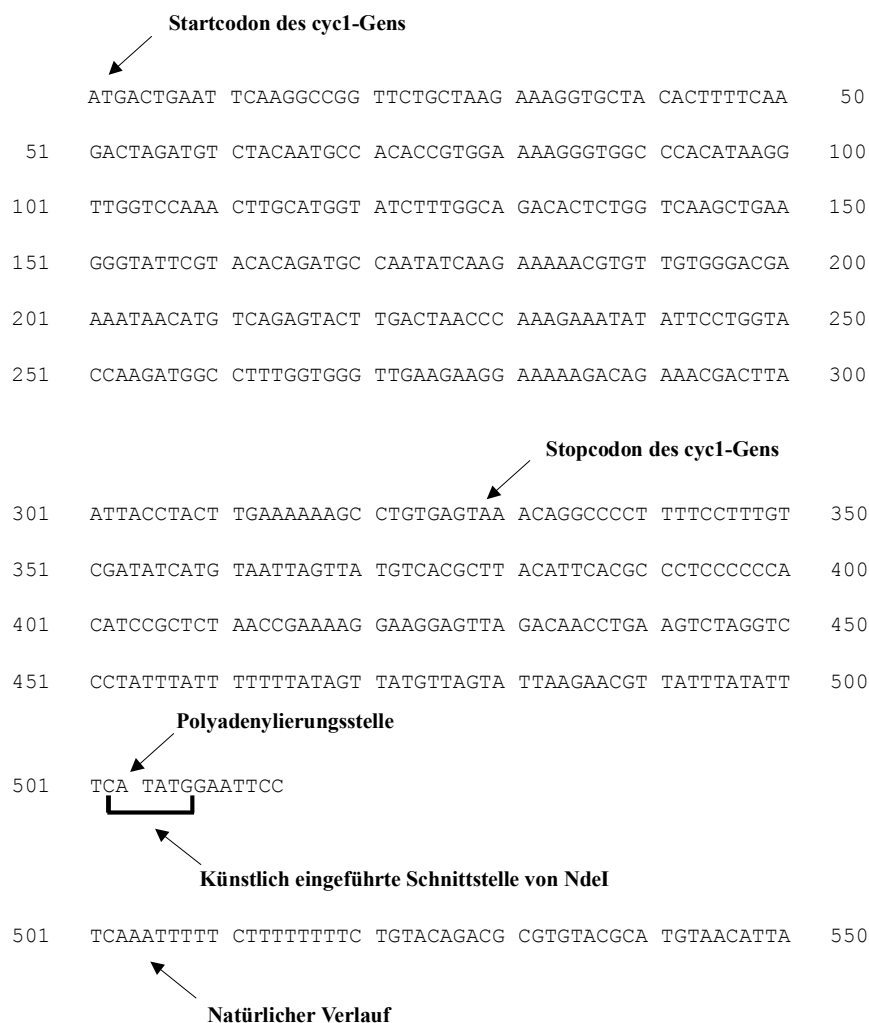 Startcodon des cyc1-Gens
ATGACTGAAT TCAAGGCCGG TTCTGCTAAG AAAGGTGCTA CACTTTTCAA 50
51 GACTAGATGT CTACAATGCC ACACCGTGGA AAAGGGTGGC CCACATAAGG 100
101 TTGGTCCAAA CTTGCATGGT ATCTTTGGCA GACACTCTGG TCAAGCTGAA 150
151 GGGTATTCGT ACACAGATGC CAATATCAAG AAAAACGTGT TGTGGGACGA 200
201 AAATAACATG TCAGAGTACT TGACTAACCC AAAGAAATAT ATTCCTGGTA 250
251 CCAAGATGGC CTTTGGTGGG TTGAAGAAGG AAAAAGACAG AAACGACTTA 300
Stopcodon des cyc1-Gens
301 ATTACCTACT TGAAAAAAGC CTGTGAGTAA ACAGGCCCCT TTTCCTTTGT 350
351 CGATATCATG TAATTAGTTA TGTCACGCTT ACATTCACGC CCTCCCCCCA 400
401 CATCCGCTCT AACCGAAAAG GAAGGAGTTA GACAACCTGA AGTCTAGGTC 450
451 CCTATTTATT TTTTTATAGT TATGTTAGTA TTAAGAACGT TATTTATATT 500
Polyadenylierungsstelle
501 TCA TATGGAATTCC
Künstlich eingeführte Schnittstelle von NdeI
501 TCAAATTTTT CTTTTTTTTC TGTACAGACG CGTGTACGCA TGTAACATTA 550
Natürlicher Verlauf